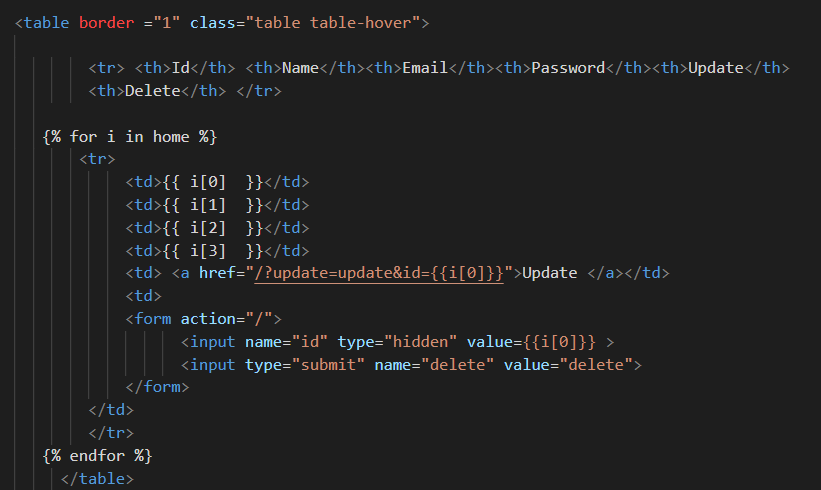 <table border ="1" class="table table-hover">
<tr> <th>Id</th> <th>Name</th><th>Email</th><th>Password</th><th>Update</th>
<th>Delete</th> </tr>
{% for i in home %}
<tr>
<td>{{ i[0]  }}</td>
<td>{{ i[1]  }}</td>
<td>{{ i[2]  }}</td>
<td>{{ i[3]  }}</td>
<td> <a href="/?update=update&id={{i[0]}}">Update </a></td>
<td>
<form action="/">
<input name="id" type="hidden" value={{i[0]}} >
<input type="submit" name="delete" value="delete">
</form>
</td>
</tr>
{% endfor %}
</table>